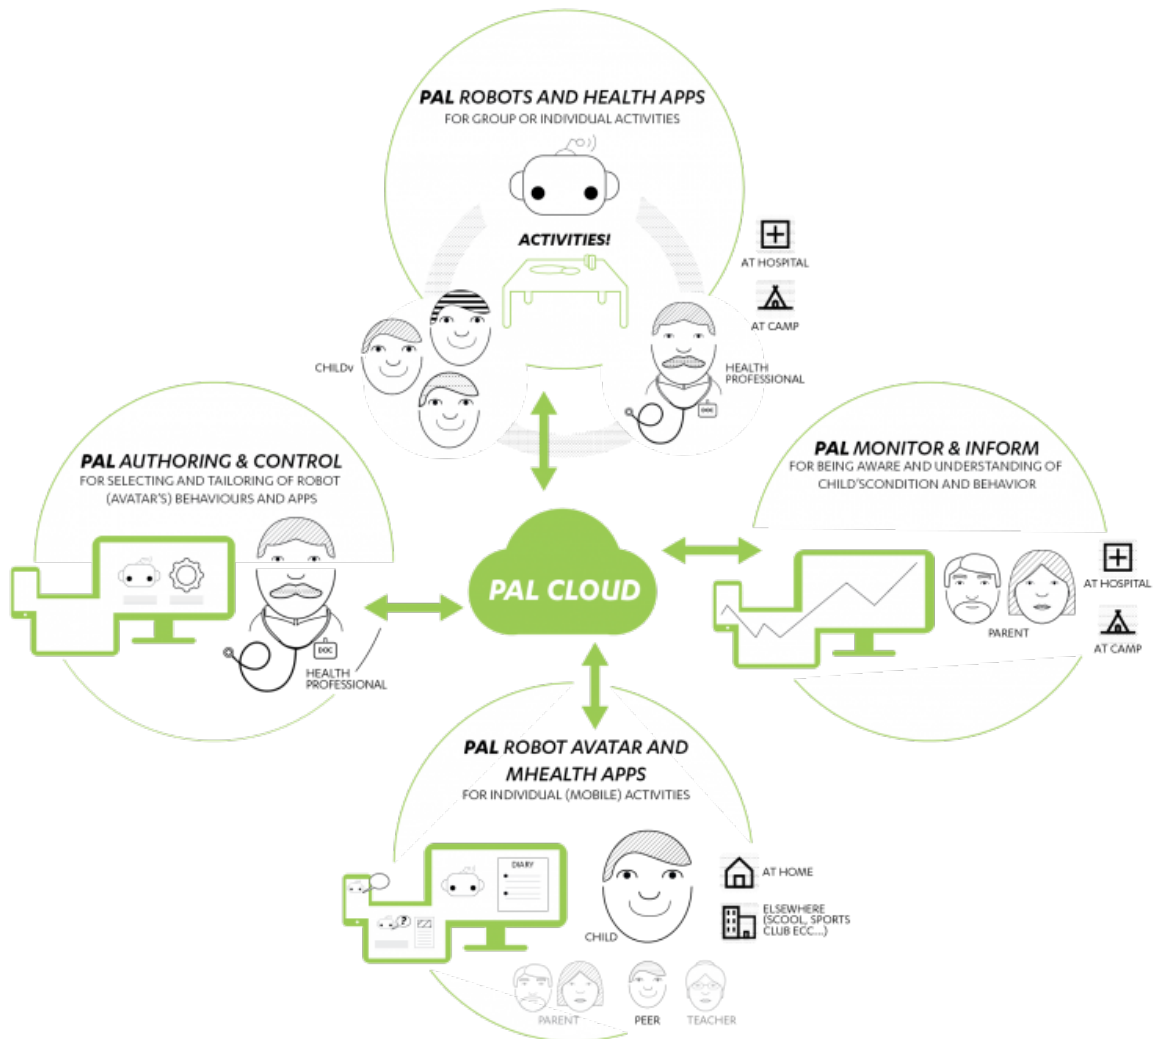 PAL ROBOTS AND HEALTH APPS
FOR GROUP OR INDIVIDUAL ACTIVITIES
ACTIVITIES!
AT HOSPITAL
AT CAMP
CHILDv
HEALTH
PROFESSIONAL
DOC
PAL AUTHORING & CONTROL
FOR SELECTING AND TAILORING OF ROBOT
(AVATAR'S) BEHAVIOURS AND APPS
DOC
HEALTH
PROFESSIONAL
PAL CLOUD
PAL MONITOR & INFORM
FOR BEING AWARE AND UNDERSTANDING OF
CHILD'SCONDITION AND BEHAVIOR
PARENT
AT HOSPITAL
AT CAMP
PAL ROBOT AVATAR AND
MHEALTH APPS
FOR INDIVIDUAL (MOBILE) ACTIVITIES
DIARY
?
CHILD
AT HOME
ELSEWHERE
(SCOOL, SPORTS
CLUB ECC...)
PARENT
PEER
TEACHER